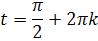 t = π/2 + 2πk